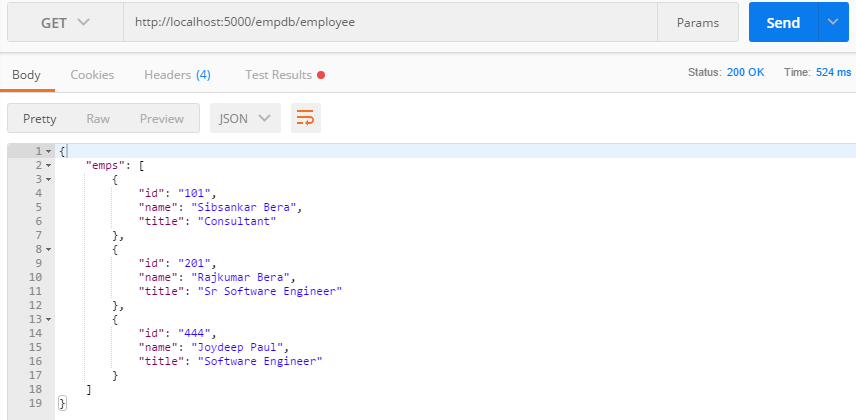 GET http://localhost:5000/empdb/employee Params Send
Body Cookies Headers (4) Test Results Status: 200 OK Time: 524 ms
Pretty Raw Preview JSON
1 {
2 "emps": [
3 {
4 "id": "101",
5 "name": "Sibsankar Bera",
6 "title": "Consultant"
7 },
8 {
9 "id": "201",
10 "name": "Rajkumar Bera",
11 "title": "Sr Software Engineer"
12 },
13 {
14 "id": "444",
15 "name": "Joydeep Paul",
16 "title": "Software Engineer"
17 }
18 ]
19 }